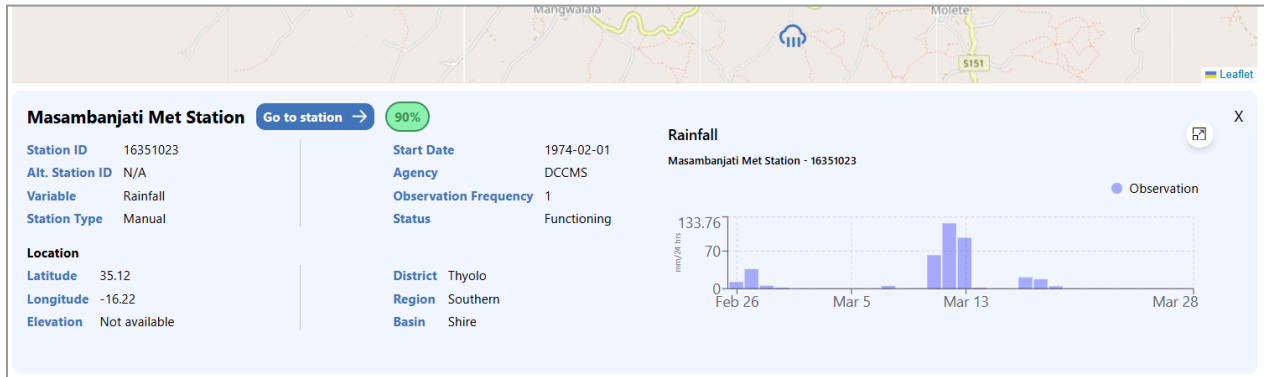 Mangwalala
Molete
S151
Leaflet
Masambanjati Met Station
Go to station →
90%
X
Station ID 16351023
Alt. Station ID N/A
Variable Rainfall
Station Type Manual
Start Date 1974-02-01
Agency DCCMS
Observation Frequency 1
Status Functioning
Location
Latitude 35.12
Longitude -16.22
Elevation Not available
District Thyolo
Region Southern
Basin Shire
Rainfall
Masambanjati Met Station - 16351023
Observation
mm/24 hrs
133.76
70
0
Feb 26 Mar 5 Mar 13 Mar 28